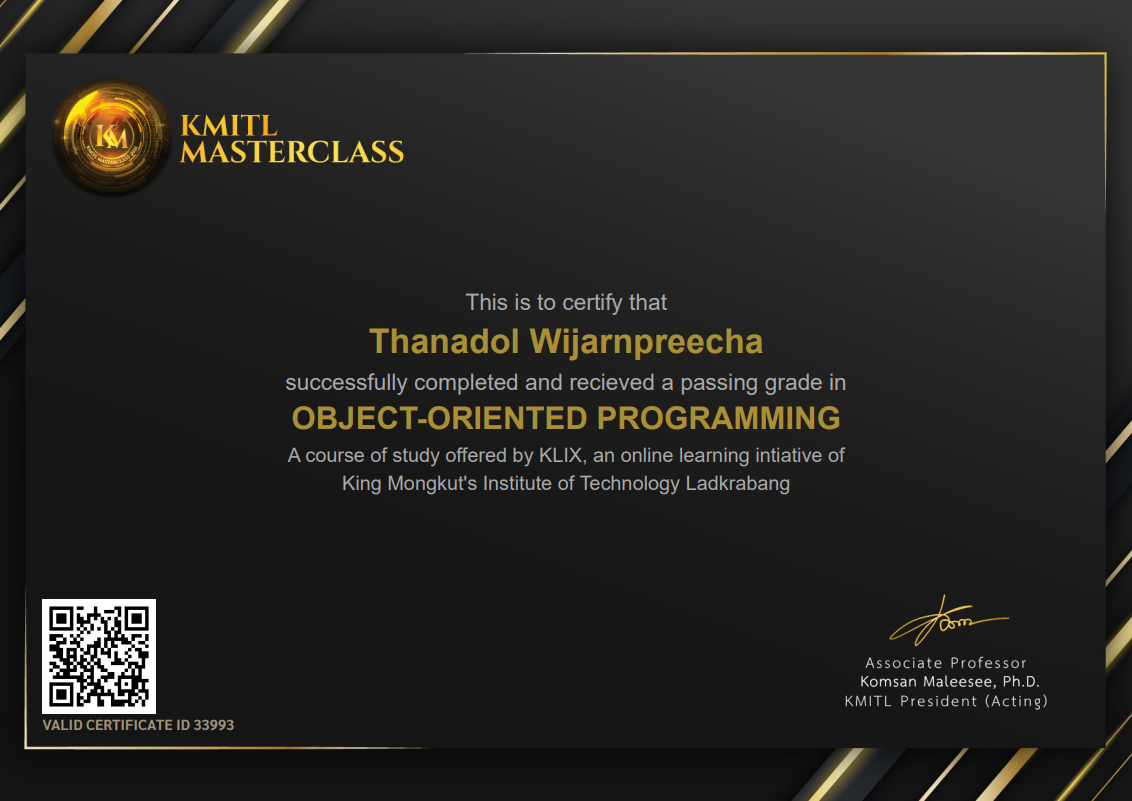 KM
KMITL
MASTERCLASS
This is to certify that
Thanadol Wijarnpreecha
successfully completed and recieved a passing grade in
OBJECT-ORIENTED PROGRAMMING
A course of study offered by KLIX, an online learning intiative of
King Mongkut's Institute of Technology Ladkrabang
Associate Professor
Komsan Maleesee, Ph.D.
KMITL President (Acting)
VALID CERTIFICATE ID 33993